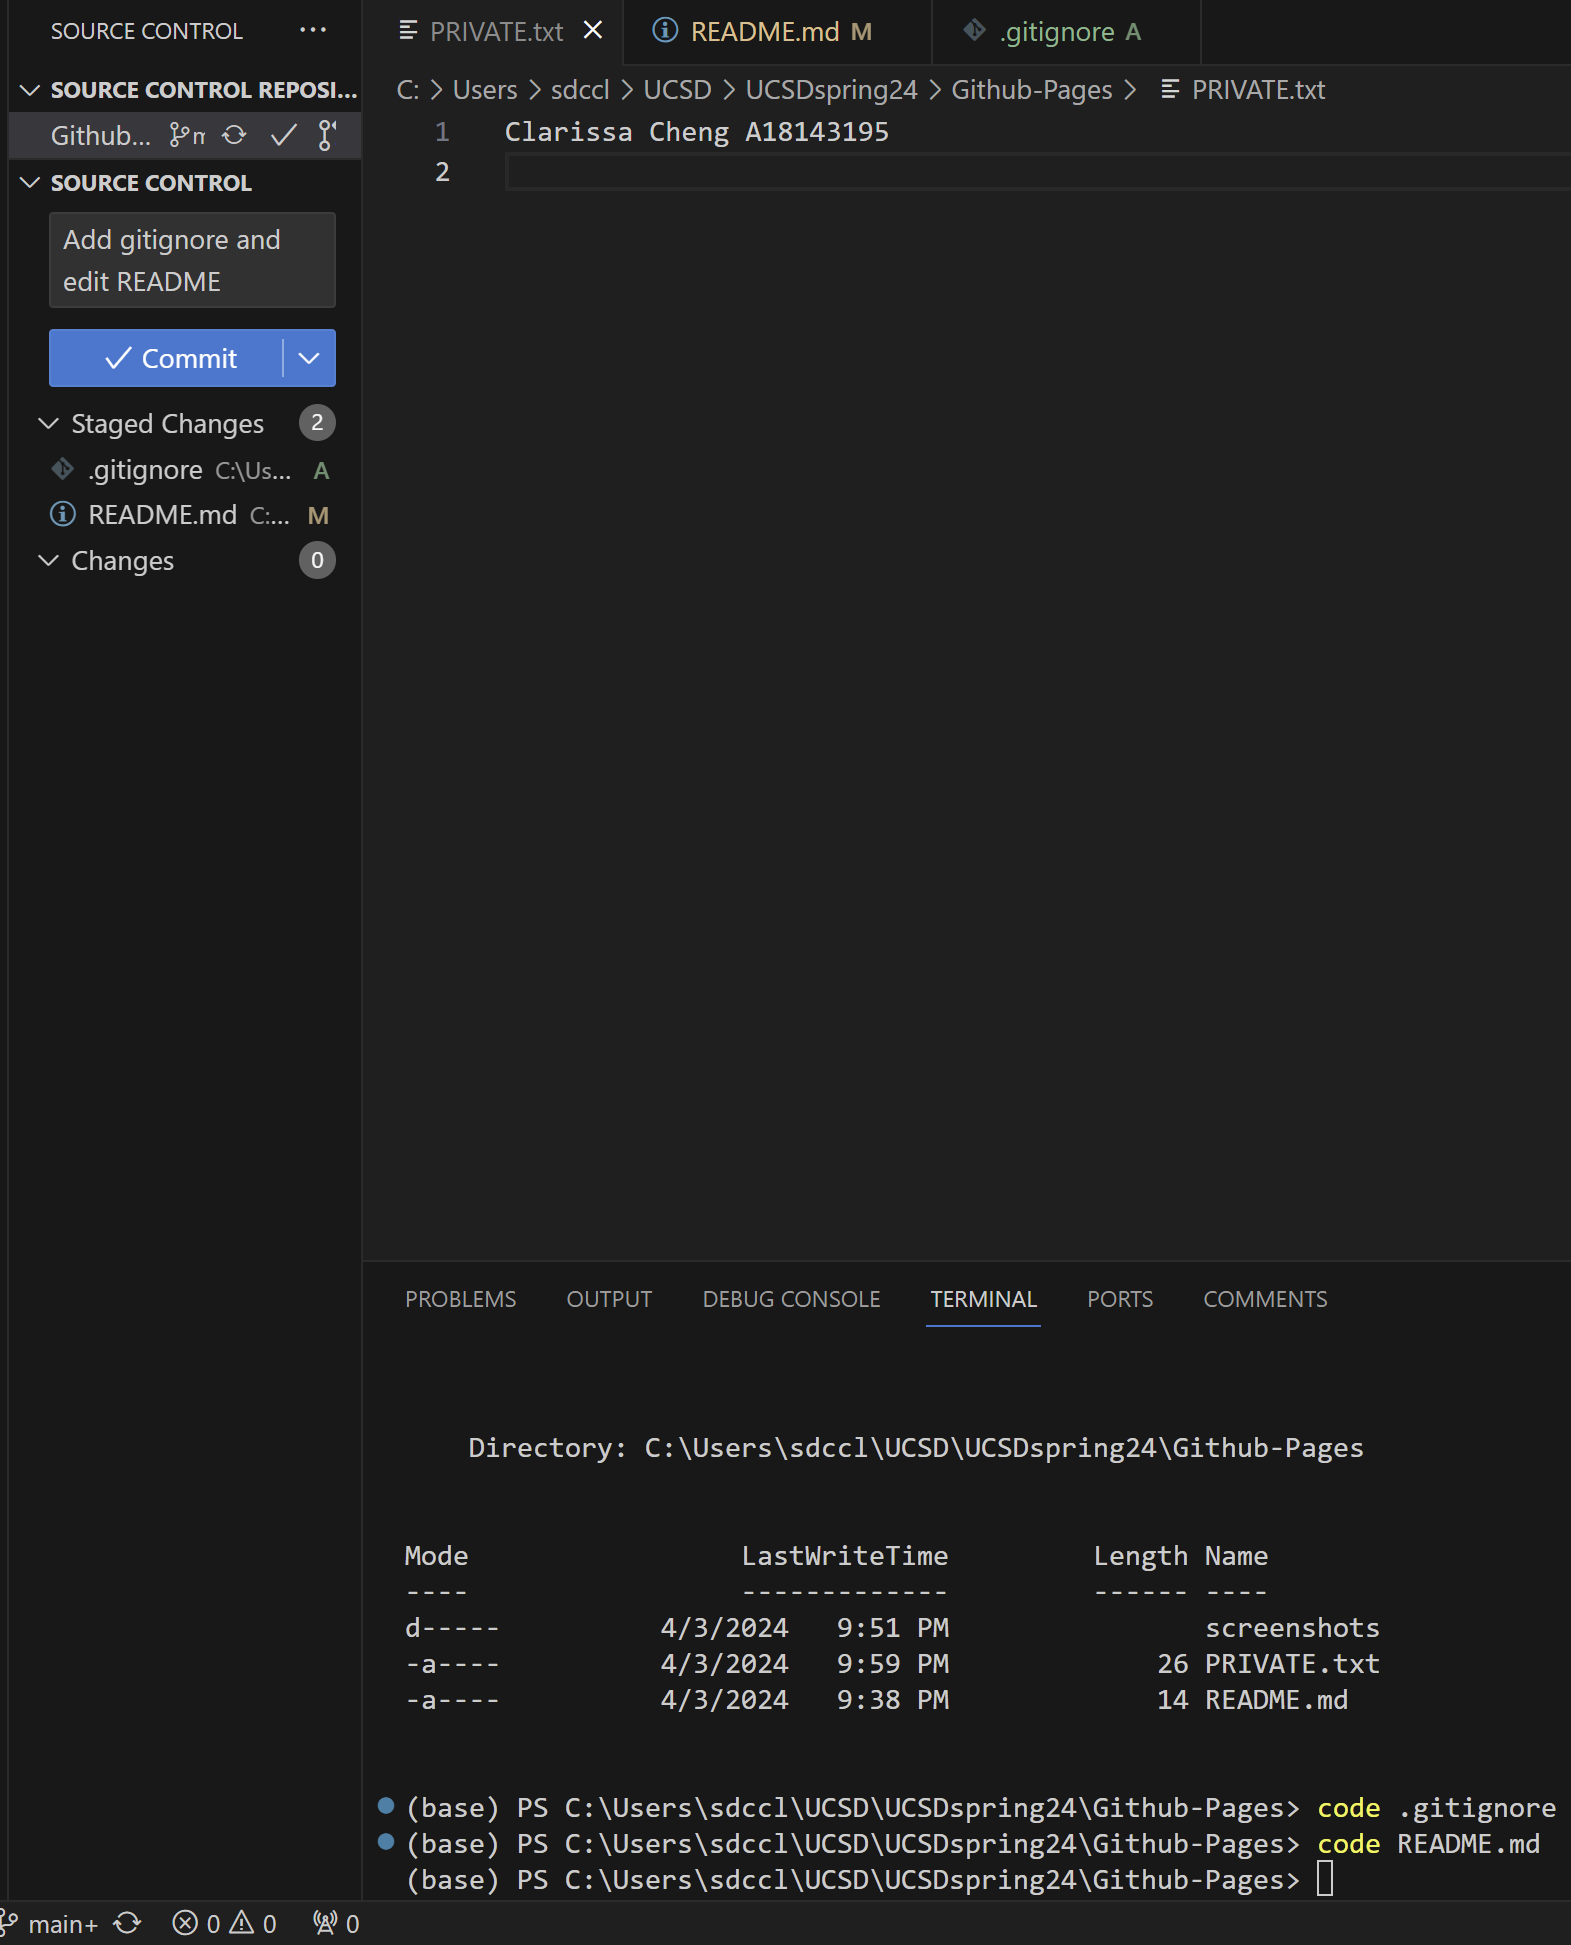 SOURCE CONTROL ···
SOURCE CONTROL REPOSI...
Github...
SOURCE CONTROL
Add gitignore and
edit README
Commit
Staged Changes 2
.gitignore C:\Us... A
README.md C:... M
Changes 0
PRIVATE.txt README.md M .gitignore A
C: > Users > sdccl > UCSD > UCSDspring24 > Github-Pages > PRIVATE.txt
1 Clarissa Cheng A18143195
2
PROBLEMS OUTPUT DEBUG CONSOLE TERMINAL PORTS COMMENTS
Directory: C:\Users\sdccl\UCSD\UCSDspring24\Github-Pages
Mode LastWriteTime Length Name
---- ------------- ------ ----
d----- 4/3/2024 9:51 PM screenshots
-a---- 4/3/2024 9:59 PM 26 PRIVATE.txt
-a---- 4/3/2024 9:38 PM 14 README.md
(base) PS C:\Users\sdccl\UCSD\UCSDspring24\Github-Pages> code .gitignore
(base) PS C:\Users\sdccl\UCSD\UCSDspring24\Github-Pages> code README.md
(base) PS C:\Users\sdccl\UCSD\UCSDspring24\Github-Pages>
main+ 0 0 0